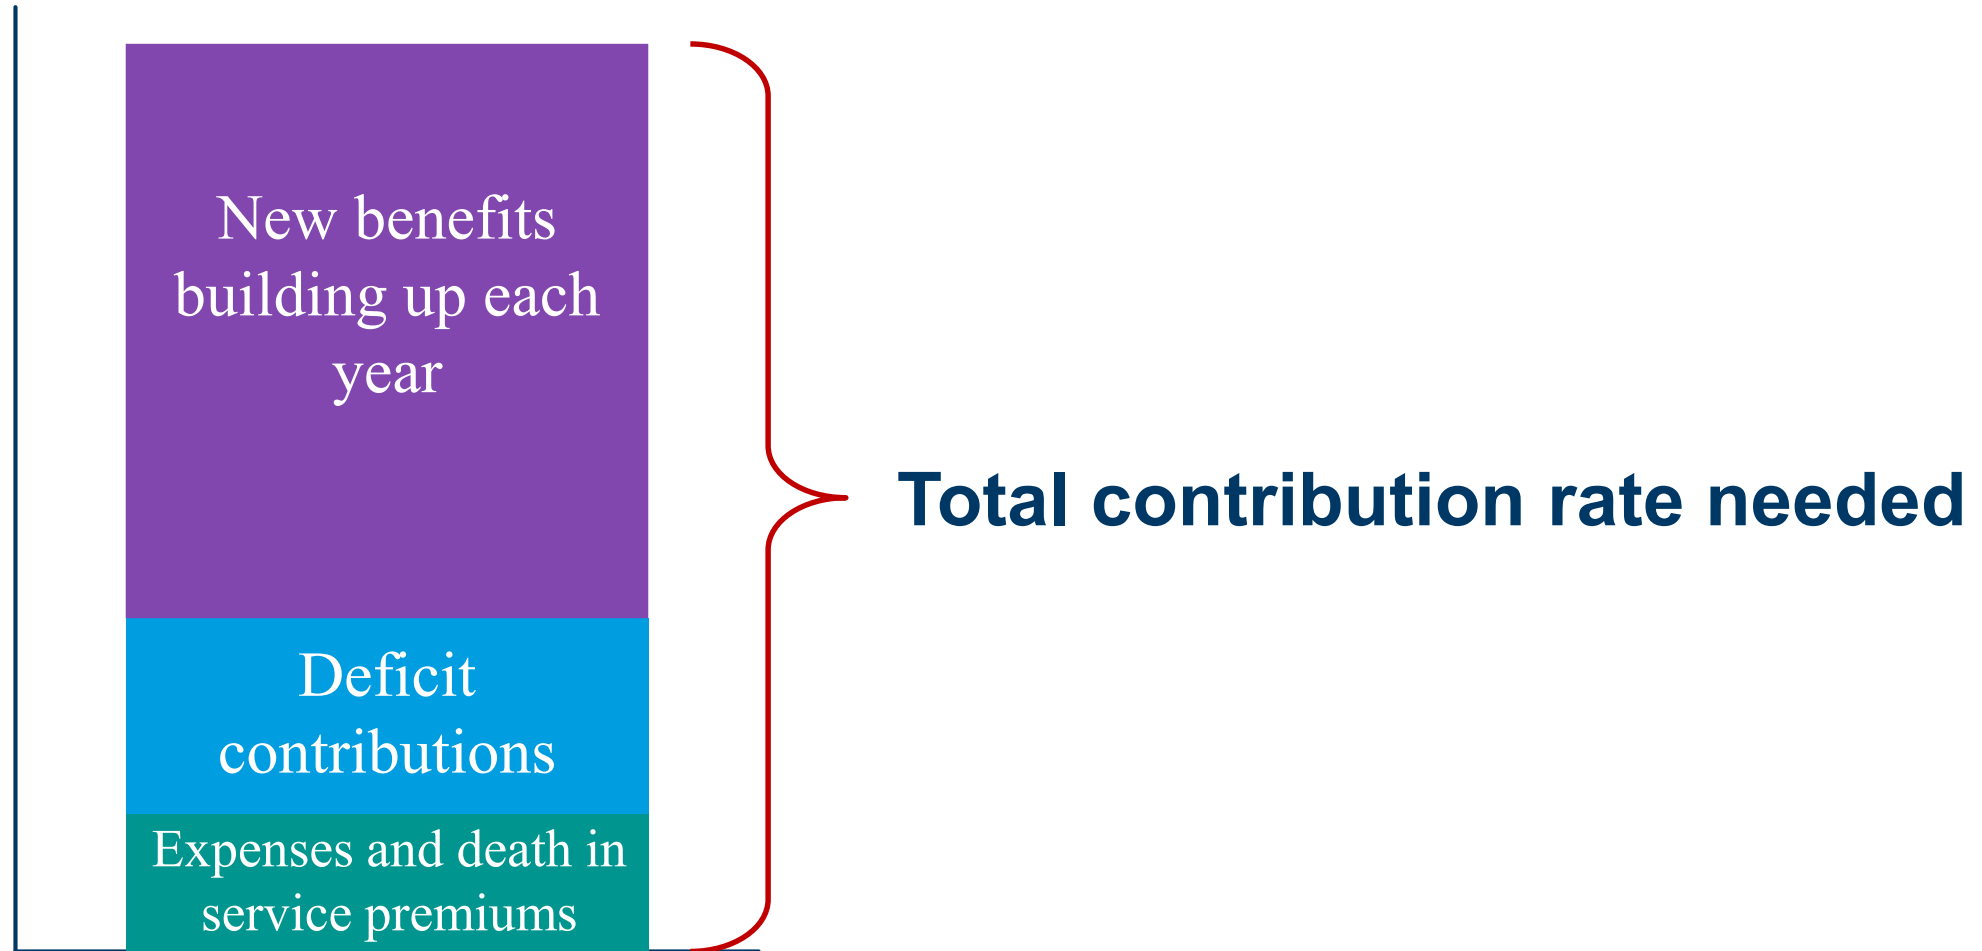 New benefits
building up each
year
Total contribution rate needed
Deficit
contributions
Expenses and death in
service premiums